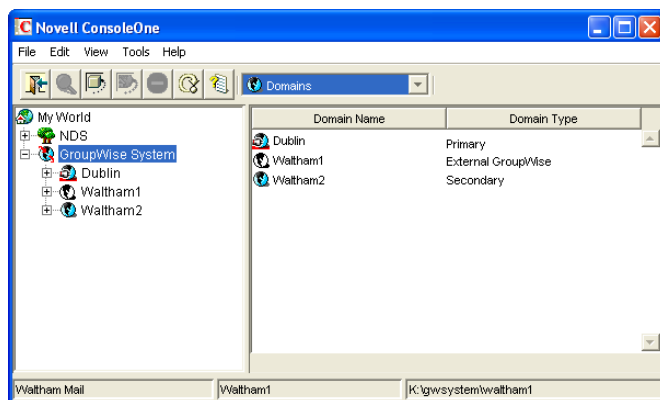 Novell ConsoleOne
File Edit View Tools Help
Domains
My World
NDS
GroupWise System
Dublin
Waltham1
Waltham2
Domain Name Domain Type
Dublin Primary
Waltham1 External GroupWise
Waltham2 Secondary
Waltham Mail Waltham1 K:\gwsystem\waltham1